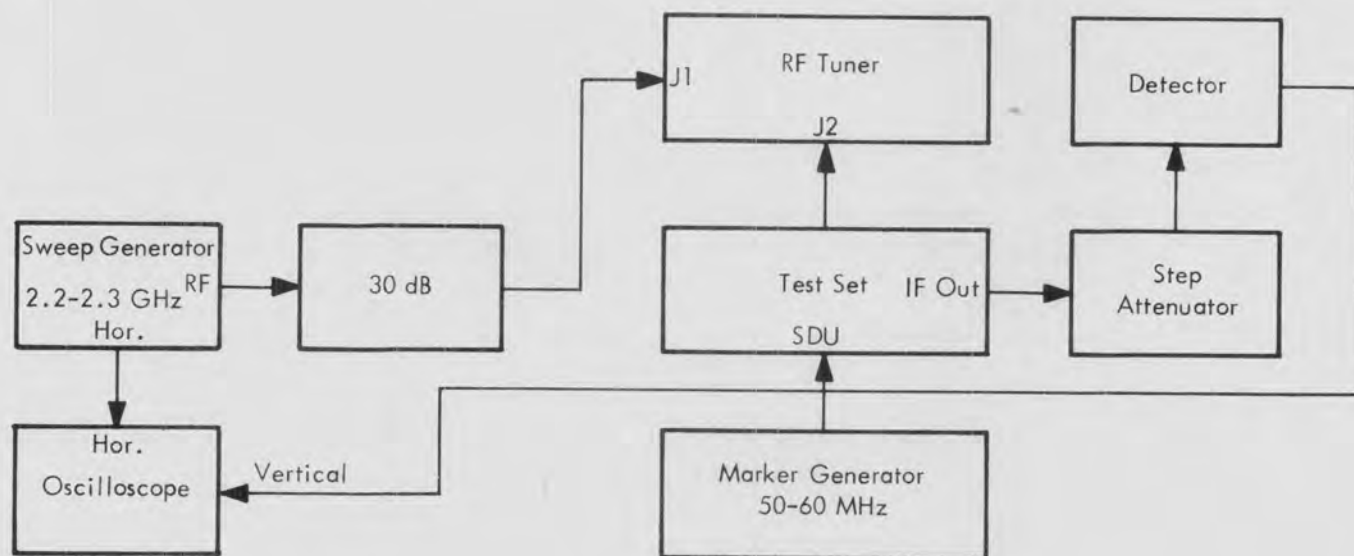 J1
RF Tuner
J2
Detector
Sweep Generator
RF
2.2-2.3 GHz
Hor.
30 dB
Test Set
IF Out
SDU
Step
Attenuator
Hor.
Oscilloscope
Vertical
Marker Generator
50-60 MHz